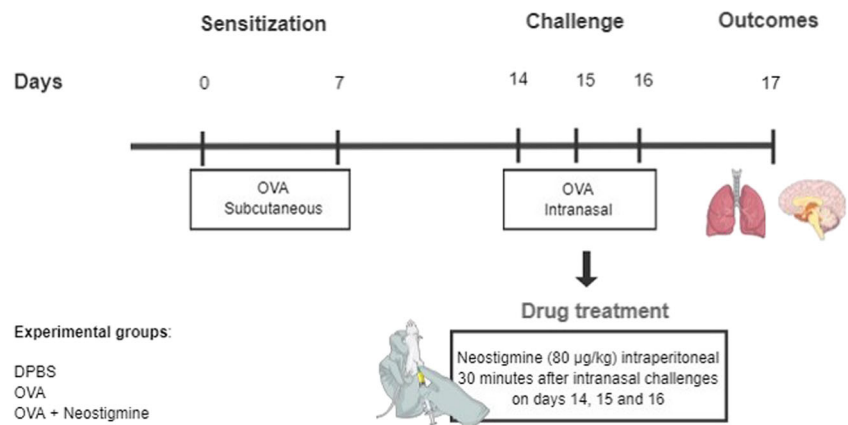 Sensitization Challenge Outcomes
Days 0 7 14 15 16 17
OVA
Subcutaneous
OVA
Intranasal
Drug treatment
Neostigmine (80 µg/kg) intraperitoneal
30 minutes after intranasal challenges
on days 14, 15 and 16
Experimental groups:
DPBS
OVA
OVA + Neostigmine